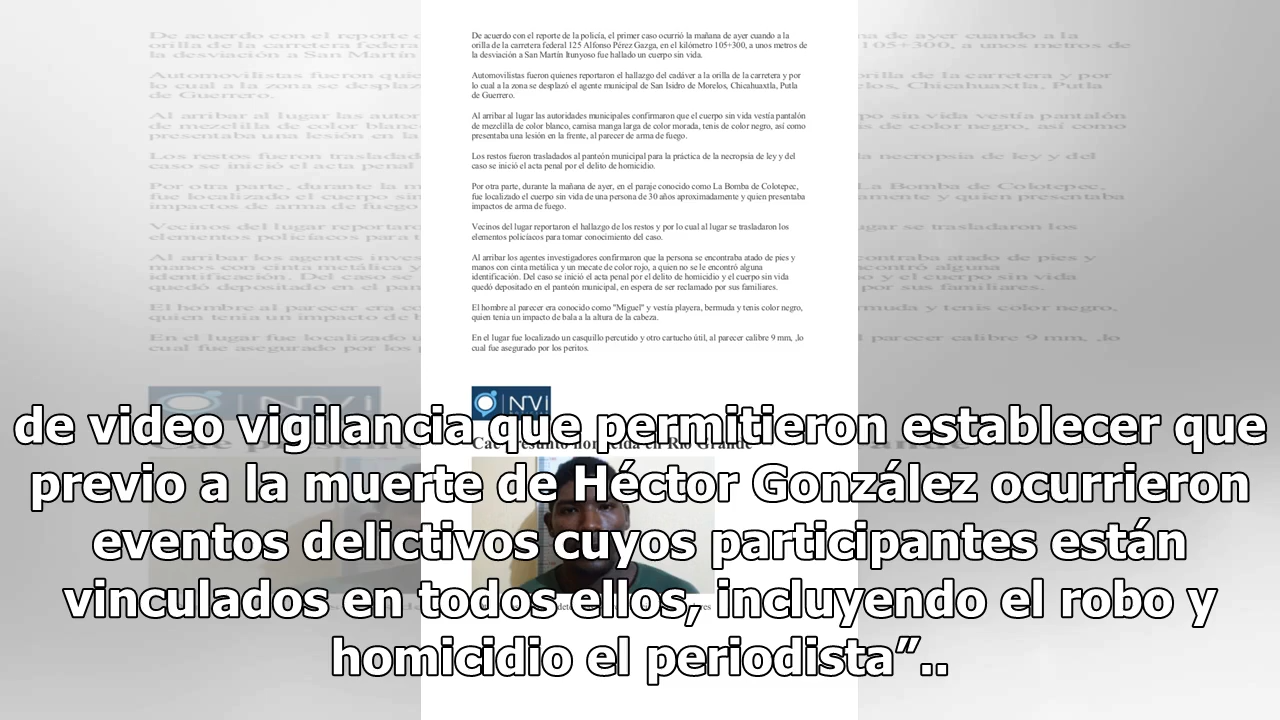 De acuerdo con el reporte de la policía, el primer caso ocurrió la mañana de ayer cuando a la
orilla de la carretera federal 125 Alfonso Pérez Gazga, en el kilómetro 105+300, a unos metros de
la desviación a San Martín Itunyoso fue hallado un cuerpo sin vida.
Automovilistas fueron quienes reportaron el hallazgo del cadáver a la orilla de la carretera y por
lo cual a la zona se desplazó el agente municipal de San Isidro de Morelos, Chicahuaxtla, Putla
de Guerrero.
Al arribar al lugar las autoridades municipales confirmaron que el cuerpo sin vida vestía pantalón
de mezclilla de color blanco, camisa manga larga de color morada, tenis de color negro, así como
presentaba una lesión en la frente, al parecer de arma de fuego.
Los restos fueron trasladados al panteón municipal para la práctica de la necropsia de ley y del
caso se inició el acta penal por el delito de homicidio.
Por otra parte, durante la mañana de ayer, en el paraje conocido como La Bomba de Colotepec,
fue localizado el cuerpo sin vida de una persona de 30 años aproximadamente y quien presentaba
impactos de arma de fuego.
Vecinos del lugar reportaron el hallazgo de los restos y por lo cual al lugar se trasladaron los
elementos policíacos para tomar conocimiento del caso.
Al arribar los agentes investigadores confirmaron que la persona se encontraba atado de pies y
manos con cinta metálica y un mecate de color rojo, a quien no se le encontró alguna
identificación. Del caso se inició el acta penal por el delito de homicidio y el cuerpo sin vida
quedó depositado en el panteón municipal, en espera de ser reclamado por sus familiares.
El hombre al parecer era conocido como "Miguel" y vestía playera, bermuda y tenis color negro,
quien tenia un impacto de bala a la altura de la cabeza.
En el lugar fue localizado un casquillo percutido y otro cartucho útil, al parecer calibre 9 mm, ,lo
cual fue asegurado por los peritos.
NVI
Cae presunto homicida en Río Grande
de video vigilancia que permitieron establecer que
previo a la muerte de Héctor González ocurrieron
eventos delictivos cuyos participantes están
vinculados en todos ellos, incluyendo el robo y
homicidio el periodista”..